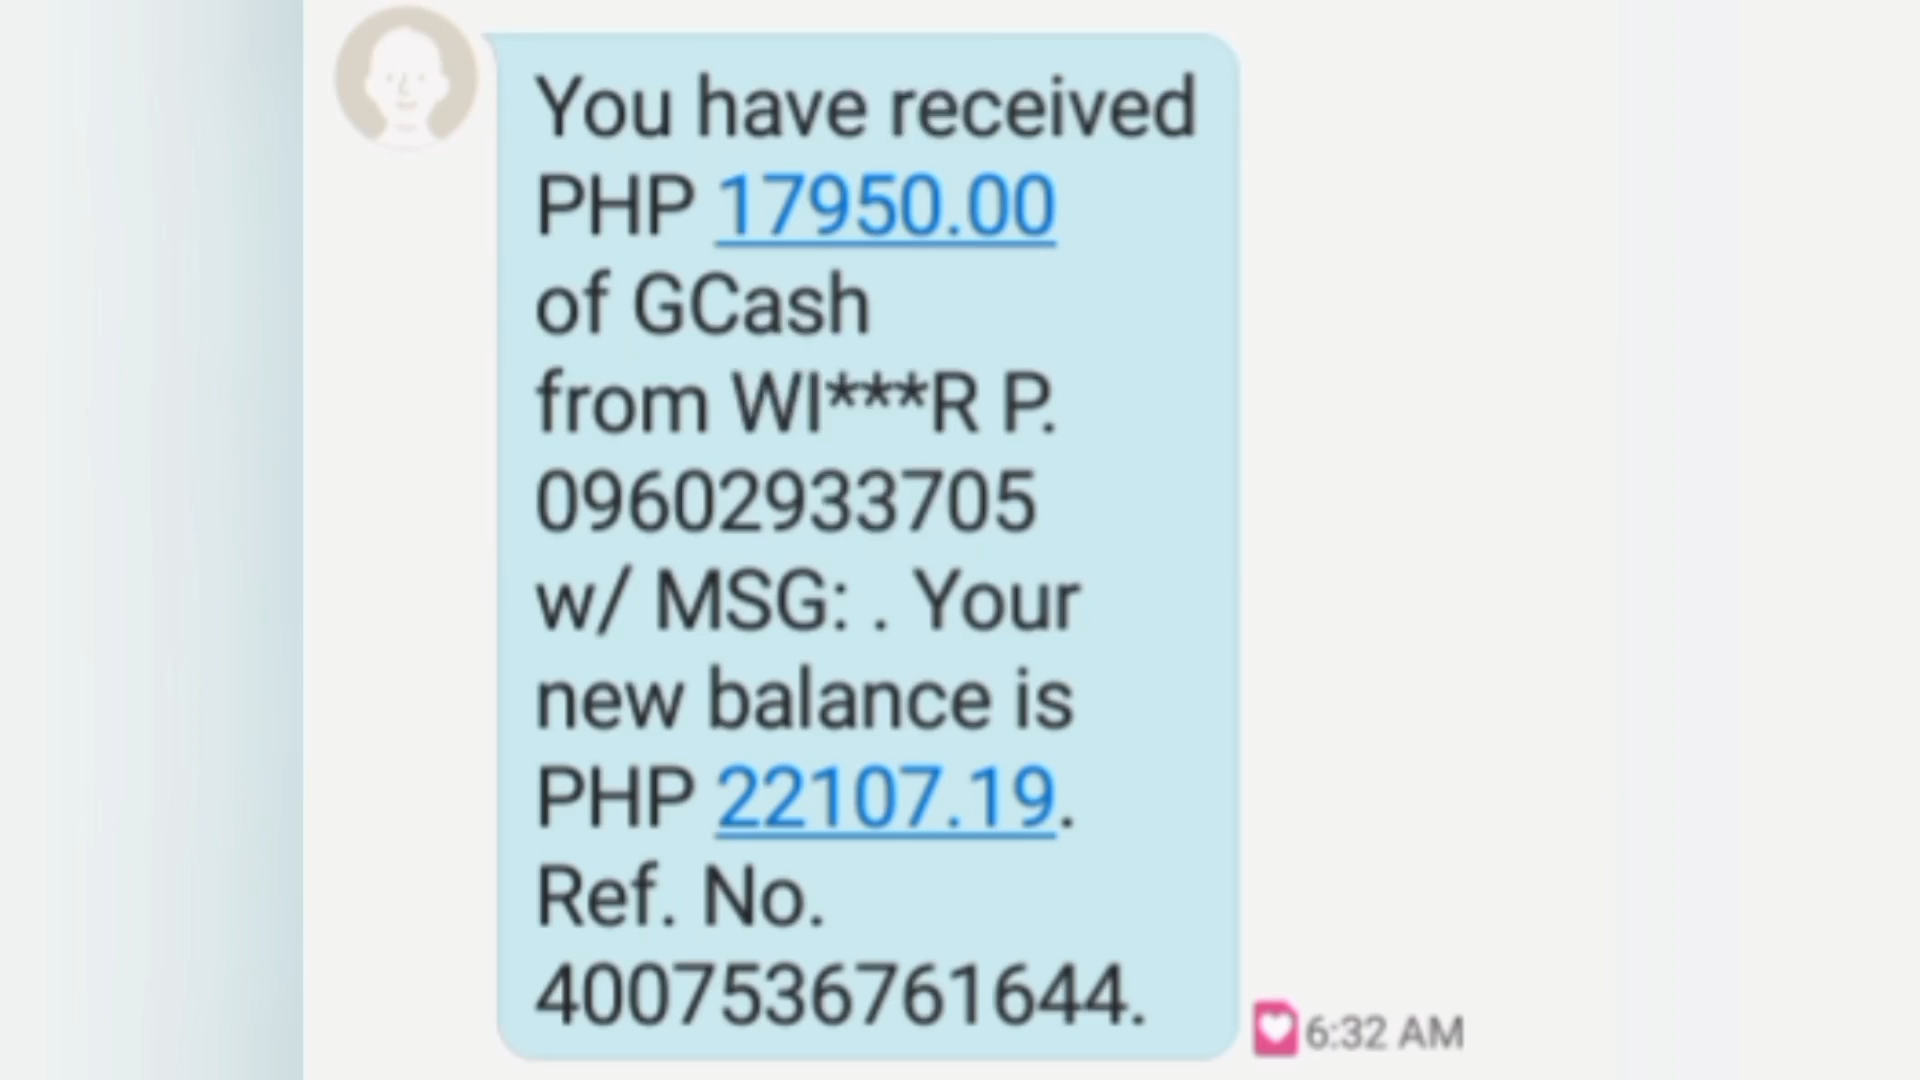 You have received
PHP 17950.00
of GCash
from WI***R P.
09602933705
w/ MSG: . Your
new balance is
PHP 22107.19.
Ref. No.
4007536761644.
6:32 AM